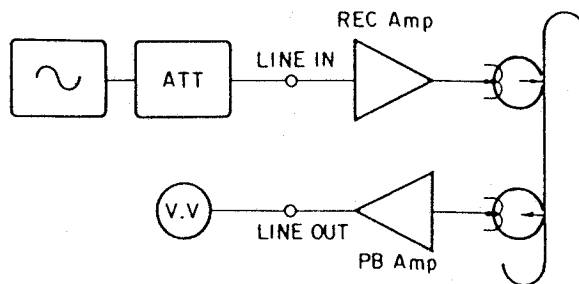 REC Amp
LINE IN
ATT
V.V
LINE OUT
PB Amp